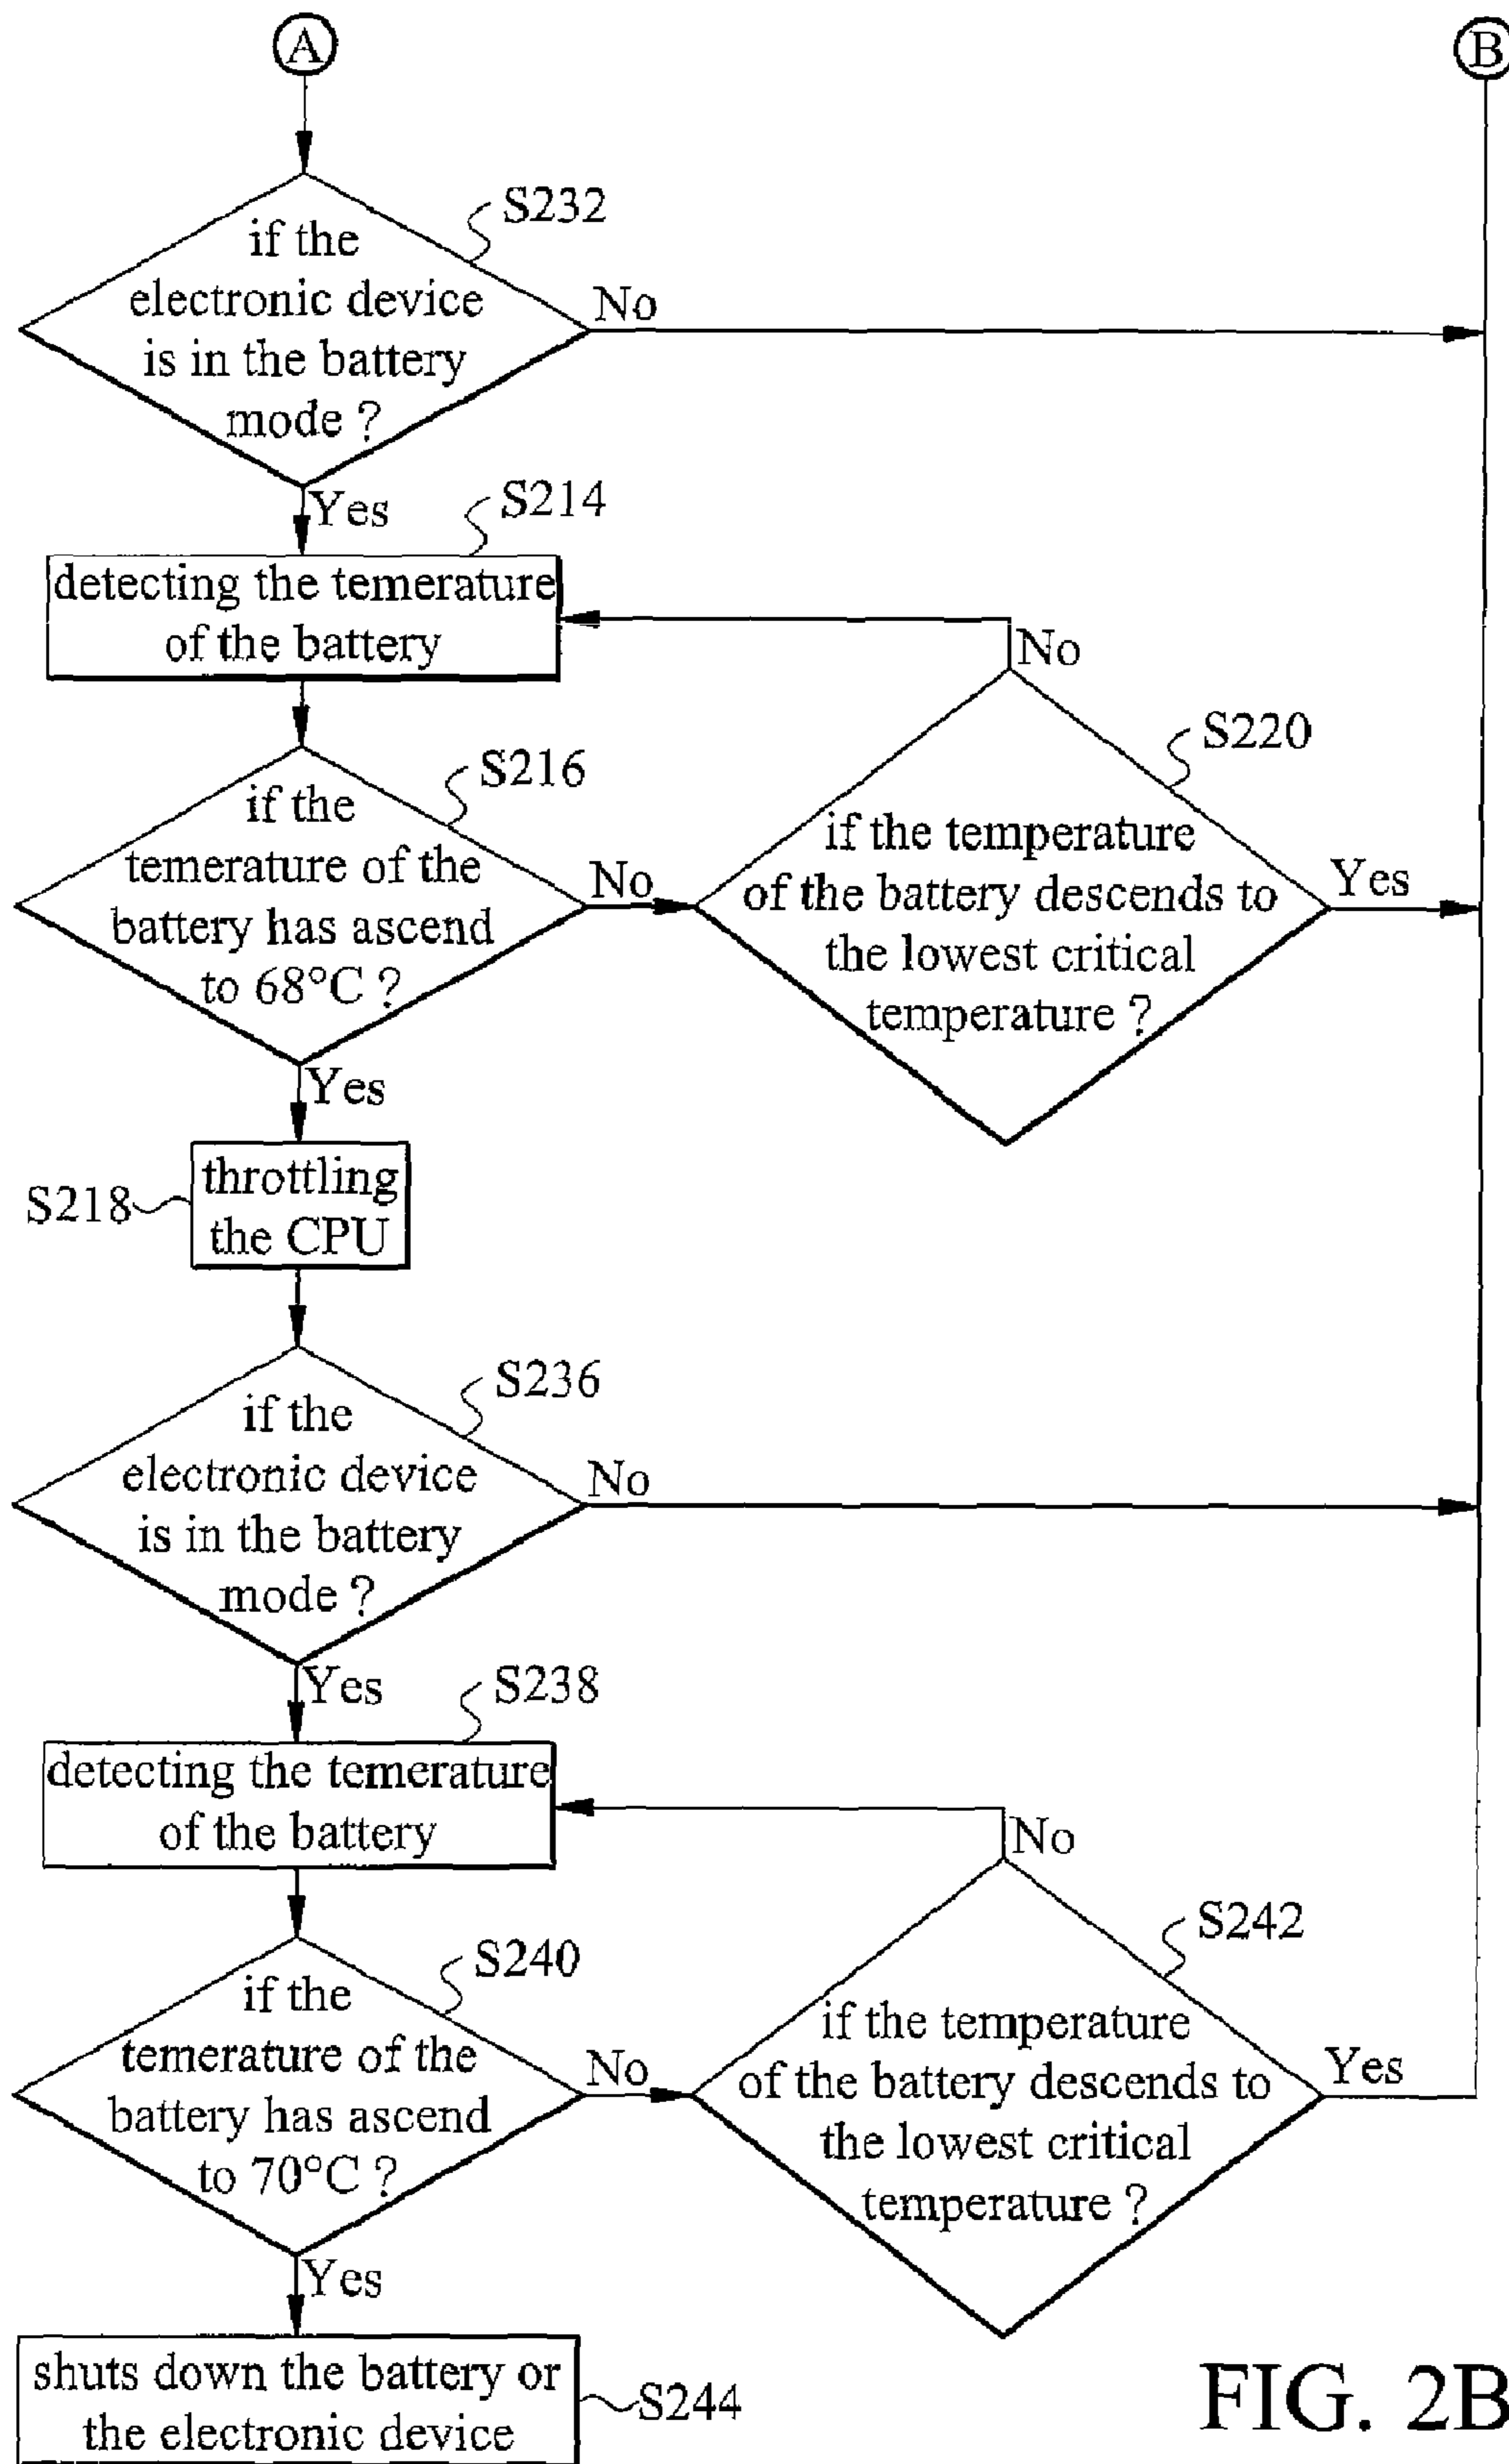 A
B
S232
if the
electronic device
is in the battery
mode ?
No
Yes
S214
detecting the temerature
of the battery
No
S220
S216
if the
temerature of the
battery has ascend
to 68°C ?
No
if the temperature
of the battery descends to
the lowest critical
temperature ?
Yes
Yes
S218
throttling
the CPU
S236
if the
electronic device
is in the battery
mode ?
No
Yes
S238
detecting the temerature
of the battery
No
S242
S240
if the
temerature of the
battery has ascend
to 70°C ?
No
if the temperature
of the battery descends to
the lowest critical
temperature ?
Yes
Yes
shuts down the battery or
the electronic device
S244
FIG. 2B